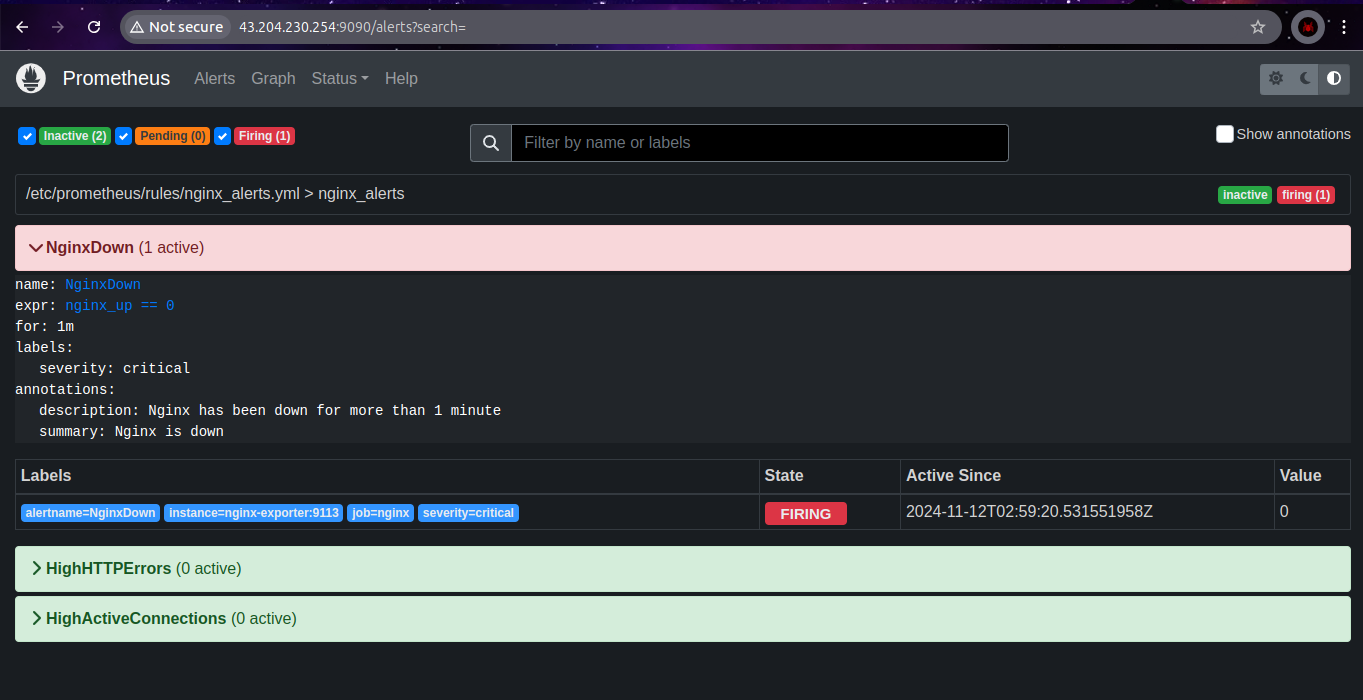 Not secure 43.204.230.254:9090/alerts?search=
Prometheus Alerts Graph Status Help
Inactive (2) Pending (0) Firing (1) Filter by name or labels Show annotations
/etc/prometheus/rules/nginx_alerts.yml > nginx_alerts inactive firing (1)
NginxDown (1 active)
name: NginxDown
expr: nginx_up == 0
for: 1m
labels:
severity: critical
annotations:
description: Nginx has been down for more than 1 minute
summary: Nginx is down
Labels State Active Since Value
alertname=NginxDown instance=nginx-exporter:9113 job=nginx severity=critical FIRING 2024-11-12T02:59:20.531551958Z 0
HighHTTPErrors (0 active)
HighActiveConnections (0 active)